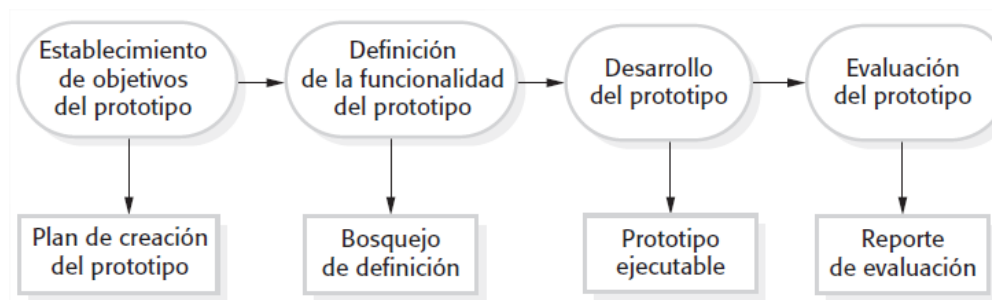 Establecimiento
de objetivos
del prototipo
Definición
de la funcionalidad
del prototipo
Desarrollo
del prototipo
Evaluación
del prototipo
Plan de creación
del prototipo
Bosquejo
de definición
Prototipo
ejecutable
Reporte
de evaluación